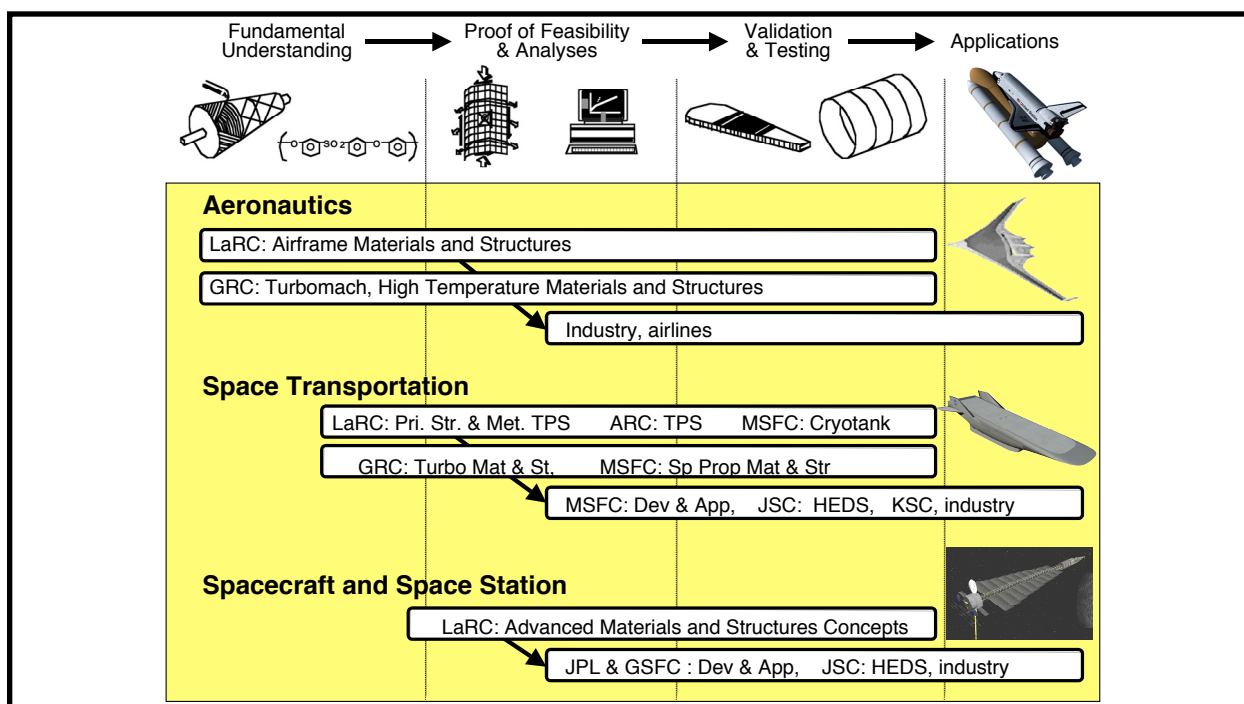 Fundamental Understanding
Proof of Feasibility & Analyses
Validation & Testing
Applications
O SO2 O
Aeronautics
LaRC: Airframe Materials and Structures
GRC: Turbomach, High Temperature Materials and Structures
Industry, airlines
Space Transportation
LaRC: Pri. Str. & Met. TPS ARC: TPS MSFC: Cryotank
GRC: Turbo Mat & St, MSFC: Sp Prop Mat & Str
MSFC: Dev & App, JSC: HEDS, KSC, industry
Spacecraft and Space Station
LaRC: Advanced Materials and Structures Concepts
JPL & GSFC : Dev & App, JSC: HEDS, industry